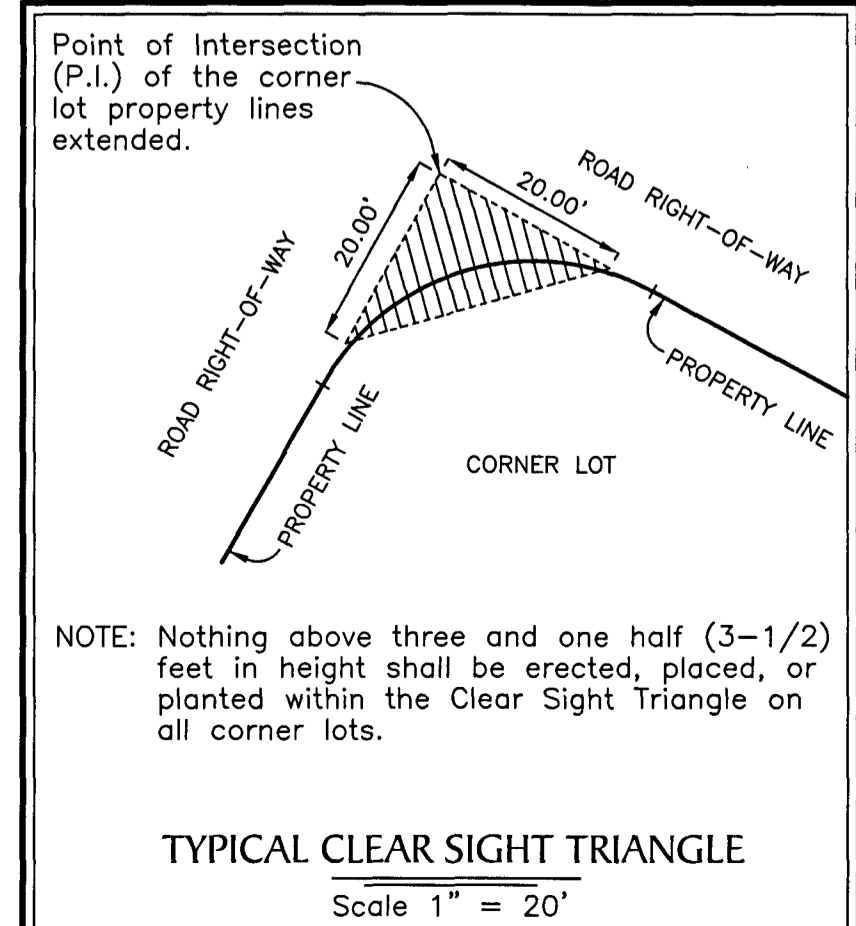 Point of Intersection
(P.I.) of the corner
lot property lines
extended.
20.00'
20.00'
ROAD RIGHT-OF-WAY
ROAD RIGHT-OF-WAY
PROPERTY LINE
PROPERTY LINE
CORNER LOT
NOTE: Nothing above three and one half (3-1/2)
feet in height shall be erected, placed, or
planted within the Clear Sight Triangle on
all corner lots.
TYPICAL CLEAR SIGHT TRIANGLE
Scale 1" = 20'